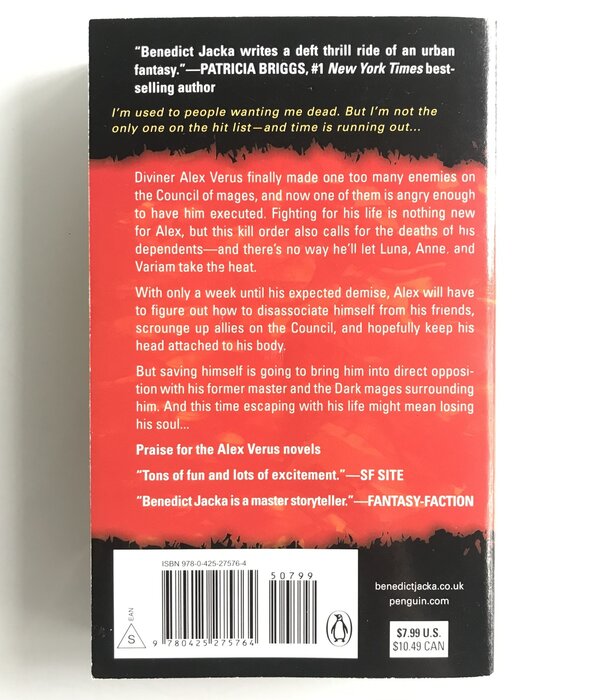 “Benedict Jacka writes a deft thrill ride of an urban
fantasy.”—PATRICIA BRIGGS, #1 New York Times best-
selling author
I’m used to people wanting me dead. But I’m not the
only one on the hit list—and time is running out...
Diviner Alex Verus finally made one too many enemies on
the Council of mages, and now one of them is angry enough
to have him executed. Fighting for his life is nothing new
for Alex, but this kill order also calls for the deaths of his
dependents—and there’s no way he’ll let Luna, Anne, and
Variam take the heat.
With only a week until his expected demise, Alex will have
to figure out how to disassociate himself from his friends,
scrounge up allies on the Council, and hopefully keep his
head attached to his body.
But saving himself is going to bring him into direct opposi-
tion with his former master and the Dark mages surrounding
him. And this time escaping with his life might mean losing
his soul...
Praise for the Alex Verus novels
“Tons of fun and lots of excitement.”—SF SITE
“Benedict Jacka is a master storyteller.”—FANTASY-FACTION
ISBN 978-0-425-27576-4
50799
EAN
S
9 780425 275764
benedictjacka.co.uk
penguin.com
$7.99 U.S.
$10.49 CAN